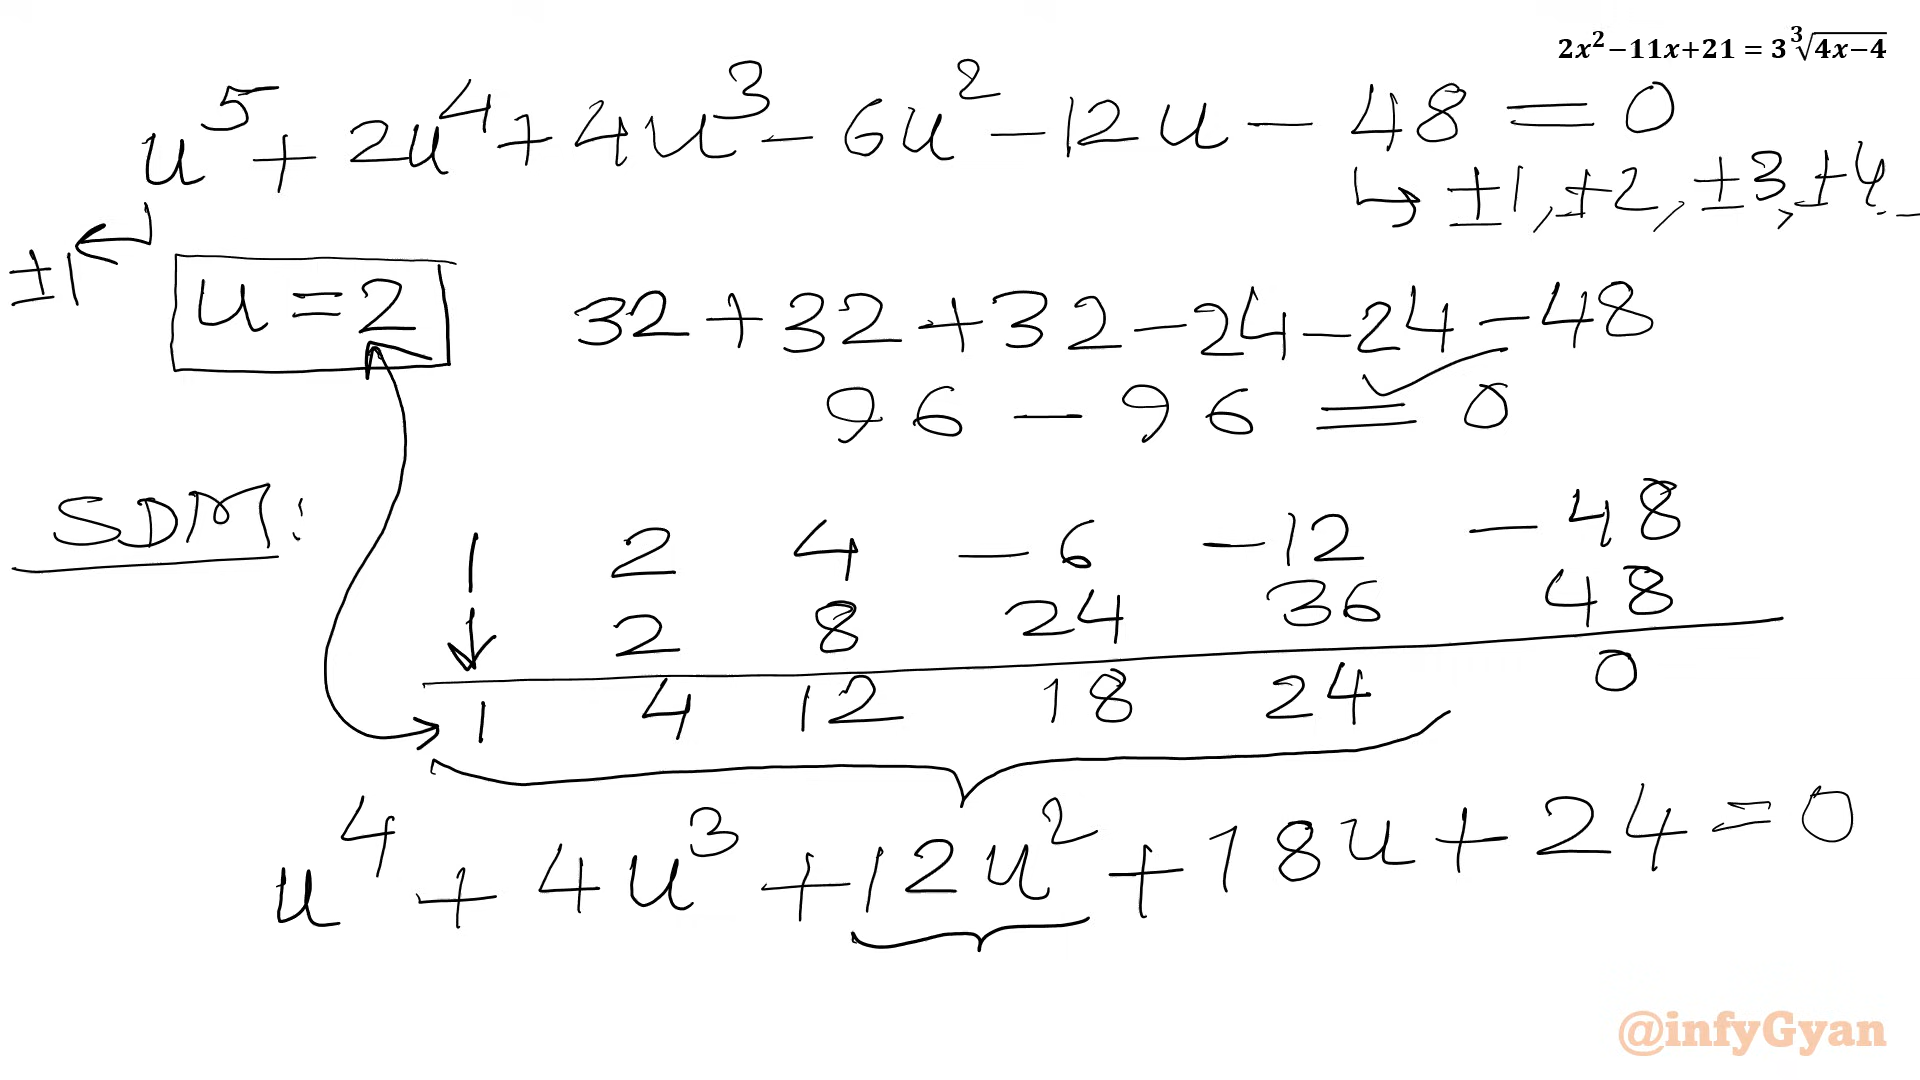 2x²−11x+21 = 3∛(4x−4)
u⁵ + 2u⁴ + 4u³ − 6u² − 12u − 48 = 0
↳ ±1, ±2, ±3, ±4, _
±1 ↵
u = 2
32 + 32 + 32 − 24 − 24 − 48
96 − 96 = 0
SDM:
1 2 4 −6 −12 −48
↓ 2 8 24 36 48
1 4 12 18 24 0
u⁴ + 4u³ + 12u² + 18u + 24 = 0
@infyGyan